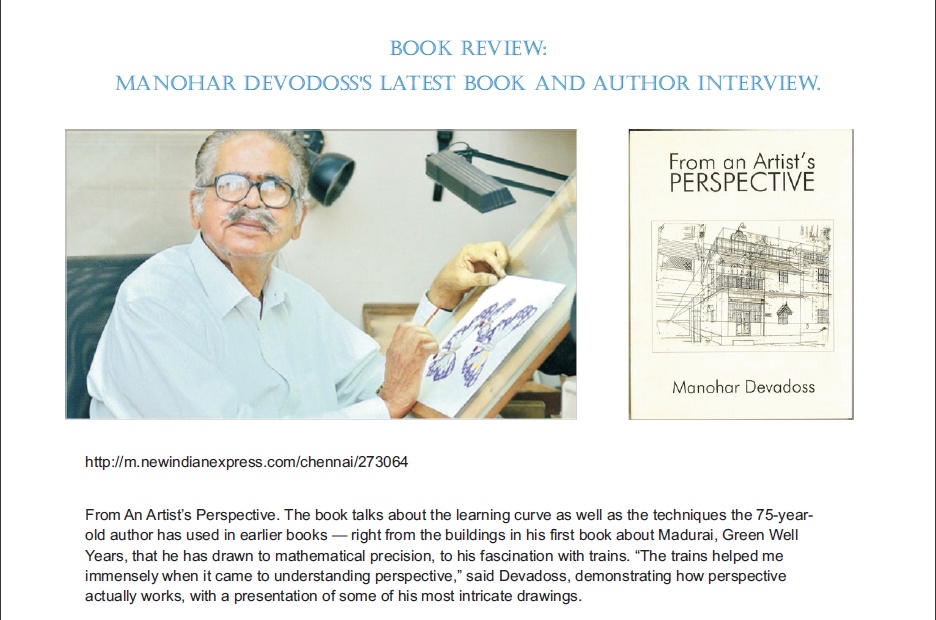 BOOK REVIEW:
MANOHAR DEVODOSS'S LATEST BOOK AND AUTHOR INTERVIEW.
From an Artist's
PERSPECTIVE
Manohar Devadoss
http://m.newindianexpress.com/chennai/273064
From An Artist's Perspective. The book talks about the learning curve as well as the techniques the 75-year-
old author has used in earlier books — right from the buildings in his first book about Madurai, Green Well
Years, that he has drawn to mathematical precision, to his fascination with trains. “The trains helped me
immensely when it came to understanding perspective,” said Devadoss, demonstrating how perspective
actually works, with a presentation of some of his most intricate drawings.